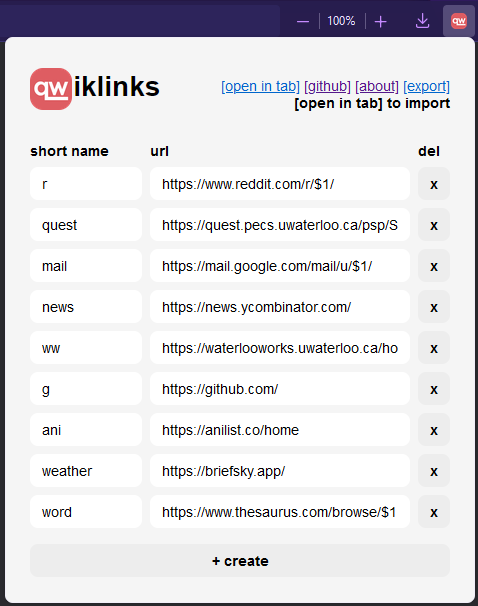 100%
qw
qwiklinks
[open in tab] [github] [about] [export]
[open in tab] to import
short name url del
r https://www.reddit.com/r/$1/ x
quest https://quest.pecs.uwaterloo.ca/psp/S x
mail https://mail.google.com/mail/u/$1/ x
news https://news.ycombinator.com/ x
ww https://waterlooworks.uwaterloo.ca/ho x
g https://github.com/ x
ani https://anilist.co/home x
weather https://briefsky.app/ x
word https://www.thesaurus.com/browse/$1 x
+ create